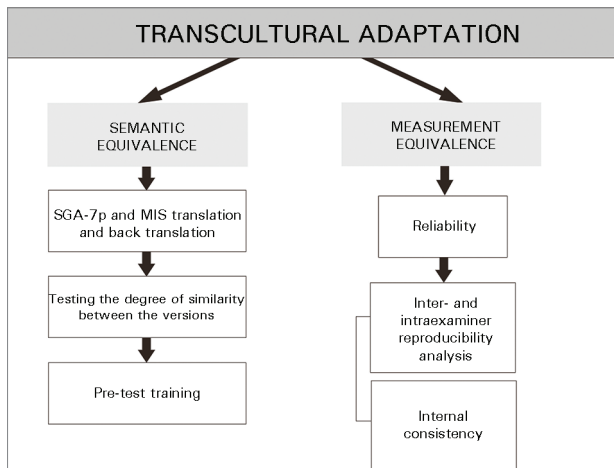 TRANSCULTURAL ADAPTATION
SEMANTIC
EQUIVALENCE
SGA-7p and MIS translation
and back translation
Testing the degree of similarity
between the versions
Pre-test training
MEASUREMENT
EQUIVALENCE
Reliability
Inter- and
intraexaminer
reproducibility
analysis
Internal
consistency